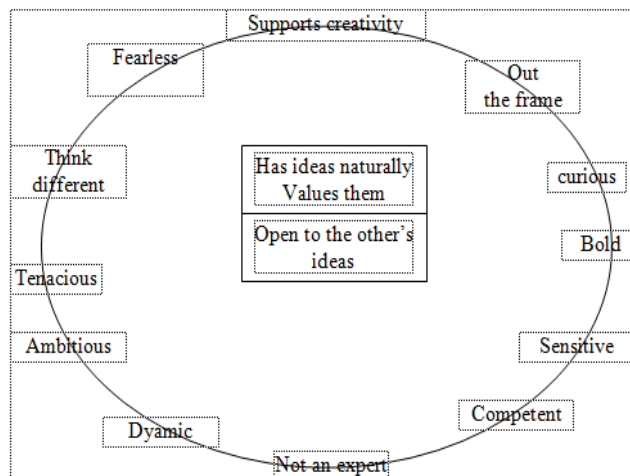 Supports creativity
Fearless
Out
the frame
Think
different
Has ideas naturally
Values them
curious
Open to the other's
ideas
Bold
Tenacious
Ambitious
Sensitive
Competent
Dyamic
Not an expert